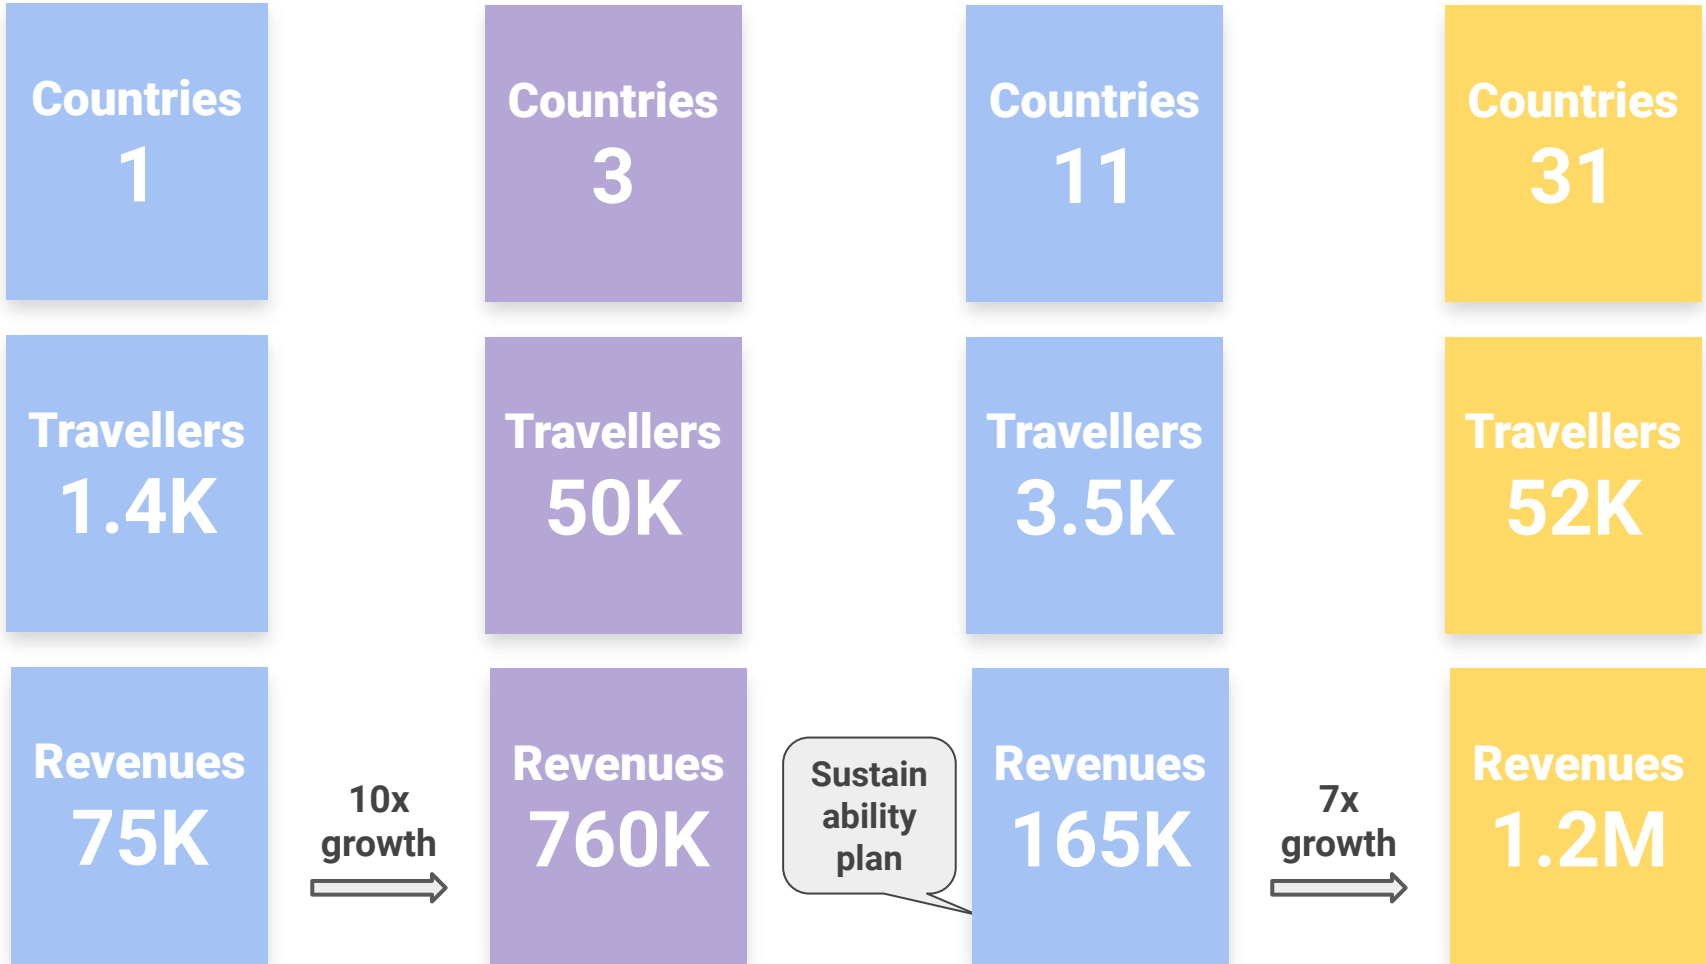 Countries
1
Countries
3
Countries
11
Countries
31
Travellers
1.4K
Travellers
50K
Travellers
3.5K
Travellers
52K
Revenues
75K
10x
growth
Revenues
760K
Sustain
ability
plan
Revenues
165K
7x
growth
Revenues
1.2M